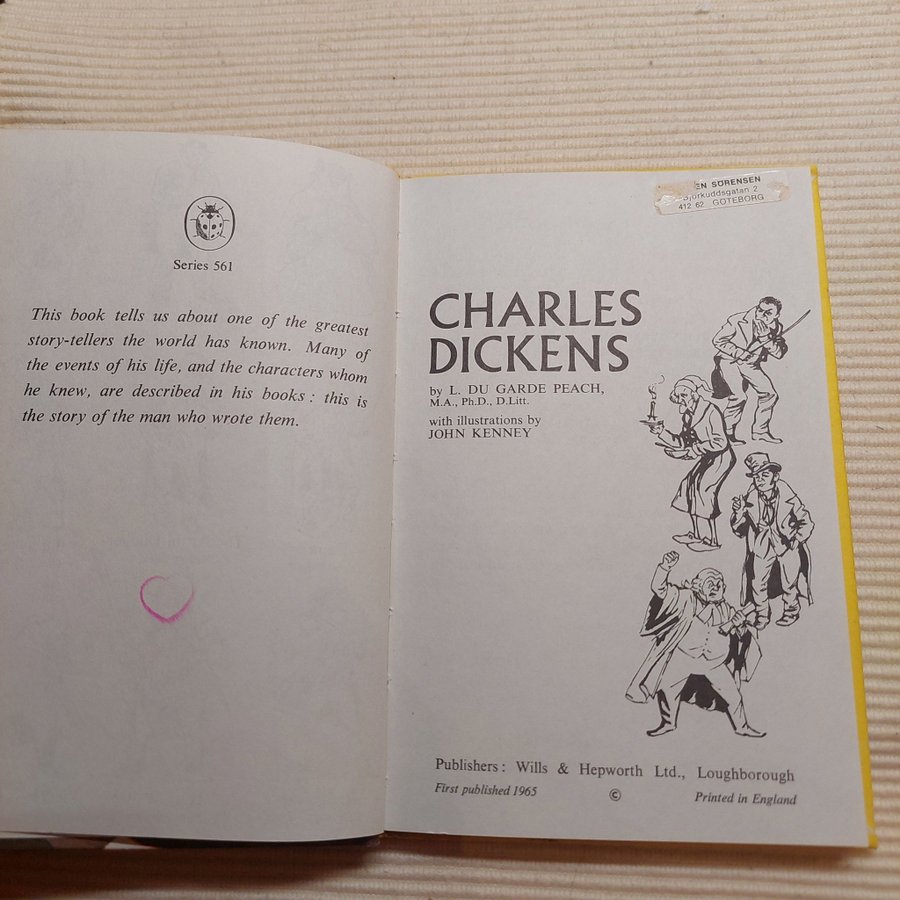 Series 561
This book tells us about one of the greatest
story-tellers the world has known. Many of
the events of his life, and the characters whom
he knew, are described in his books : this is
the story of the man who wrote them.
EN SÖRENSEN
Björkuddsgatan 2
412 62 GÖTEBORG
CHARLES
DICKENS
by L. DU GARDE PEACH,
M.A., Ph.D., D.Litt.
with illustrations by
JOHN KENNEY
Publishers : Wills & Hepworth Ltd., Loughborough
First published 1965 © Printed in England